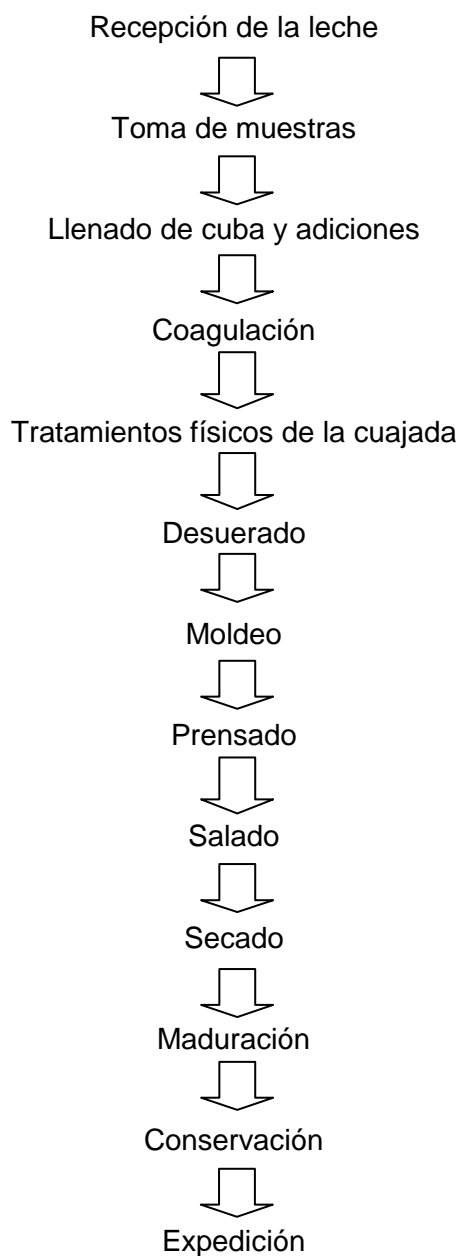 Recepción de la leche
Toma de muestras
Llenado de cuba y adiciones
Coagulación
Tratamientos físicos de la cuajada
Desuerado
Moldeo
Prensado
Salado
Secado
Maduración
Conservación
Expedición